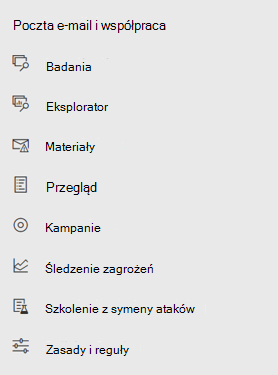 Poczta e-mail i współpraca
Badania
Eksplorator
Materiały
Przegląd
Kampanie
Śledzenie zagrożeń
Szkolenie z symeny ataków
Zasady i reguły